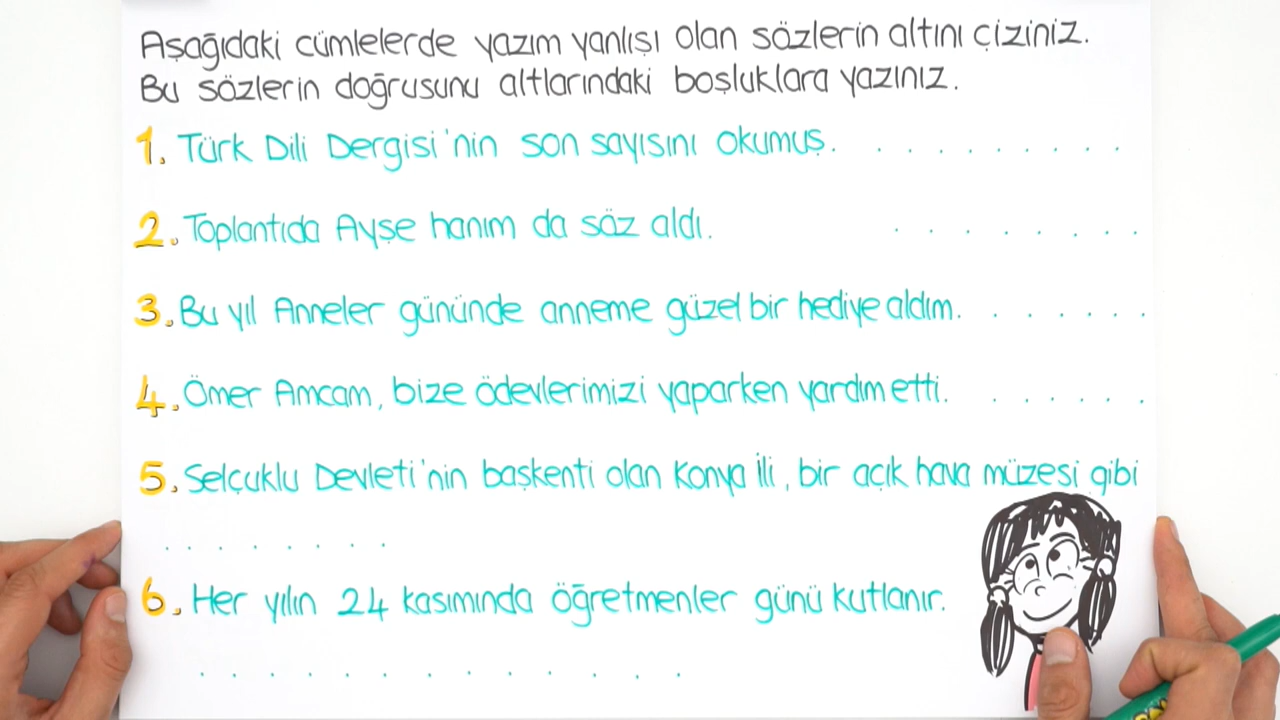 Aşağıdaki cümlelerde yazım yanlışı olan sözlerin altını çiziniz.
Bu sözlerin doğrusunu altlarındaki boşluklara yazınız.
1. Türk Dili Dergisi'nin son sayısını okumuş. . . . . . . . . .
2. Toplantıda Ayşe hanım da söz aldı. . . . . . . . .
3. Bu yıl Anneler gününde anneme güzel bir hediye aldım. . . . . . .
4. Ömer Amcam, bize ödevlerimizi yaparken yardım etti. . . . . . .
5. Selçuklu Devleti'nin başkenti olan Konya İli, bir açık hava müzesi gibi
. . . . . . . .
6. Her yılın 24 kasımında öğretmenler günü kutlanır.
. . . . . . . . . . . . .